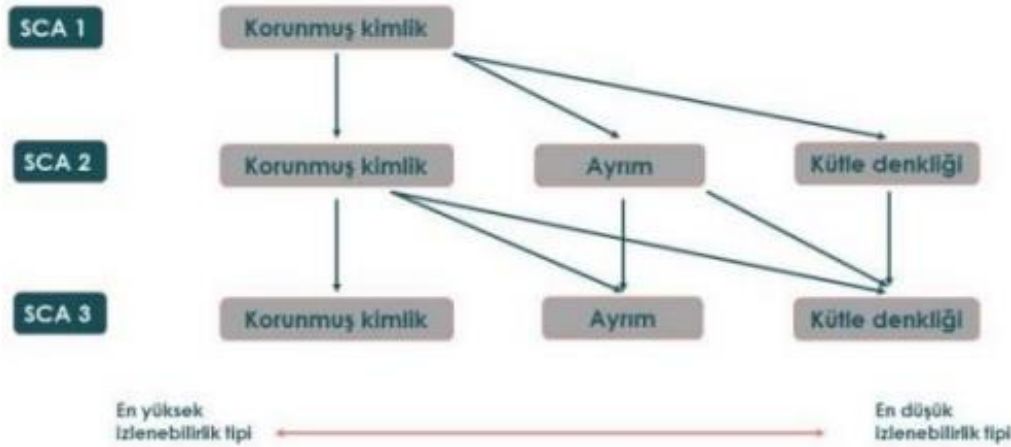 SCA 1
Korunmuş kimlik
SCA 2
Korunmuş kimlik
Ayrım
Kütle denkliği
SCA 3
Korunmuş kimlik
Ayrım
Kütle denkliği
En yüksek
izlenebilirlik tipi
En düşük
izlenebilirlik tipi